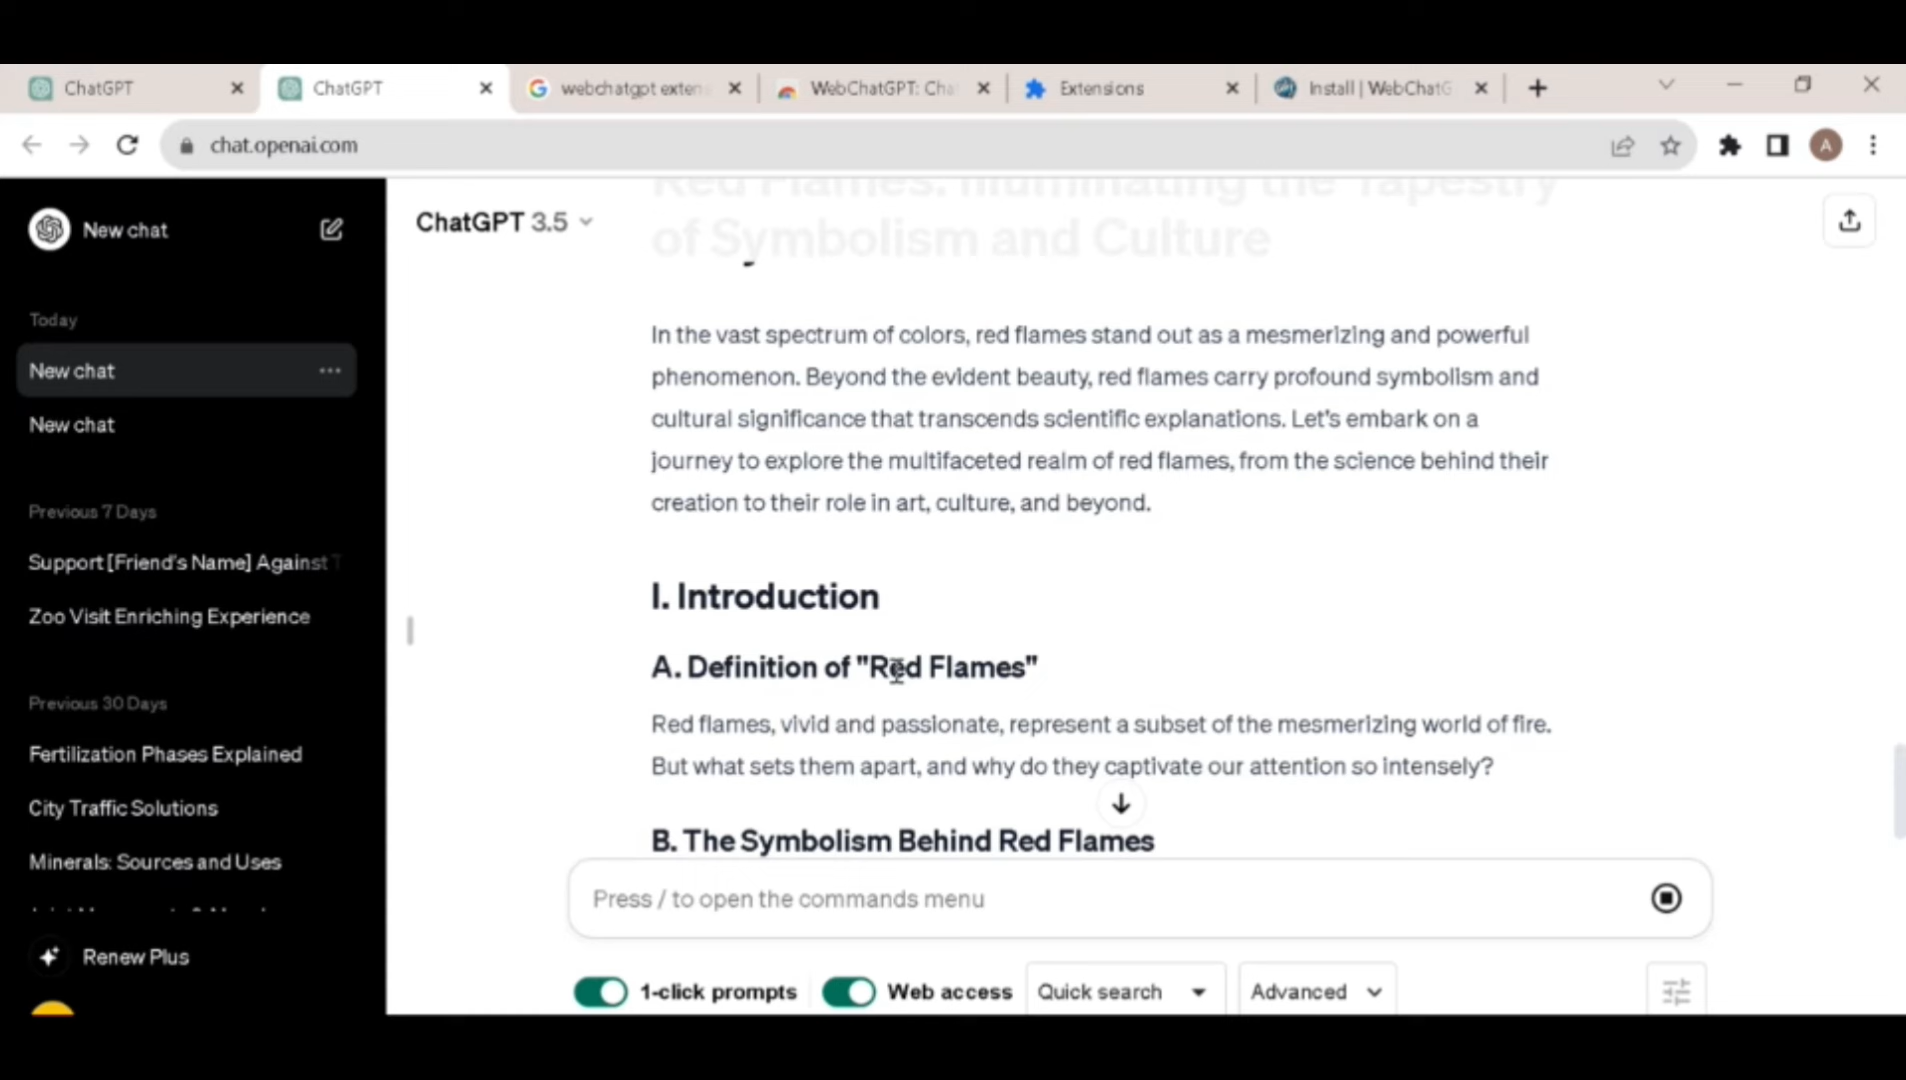 ChatGPT
ChatGPT
webchatgpt exten
WebChatGPT: Cha
Extensions
Install | WebChatG
chat.openai.com
A
New chat
Today
New chat
New chat
Previous 7 Days
Support [Friend's Name] Against T
Zoo Visit Enriching Experience
Previous 30 Days
Fertilization Phases Explained
City Traffic Solutions
Minerals: Sources and Uses
Renew Plus
ChatGPT 3.5
Red Flames: Illuminating the Tapestry
of Symbolism and Culture
In the vast spectrum of colors, red flames stand out as a mesmerizing and powerful
phenomenon. Beyond the evident beauty, red flames carry profound symbolism and
cultural significance that transcends scientific explanations. Let's embark on a
journey to explore the multifaceted realm of red flames, from the science behind their
creation to their role in art, culture, and beyond.
I. Introduction
A. Definition of "Red Flames"
Red flames, vivid and passionate, represent a subset of the mesmerizing world of fire.
But what sets them apart, and why do they captivate our attention so intensely?
B. The Symbolism Behind Red Flames
Press / to open the commands menu
1-click prompts
Web access
Quick search
Advanced